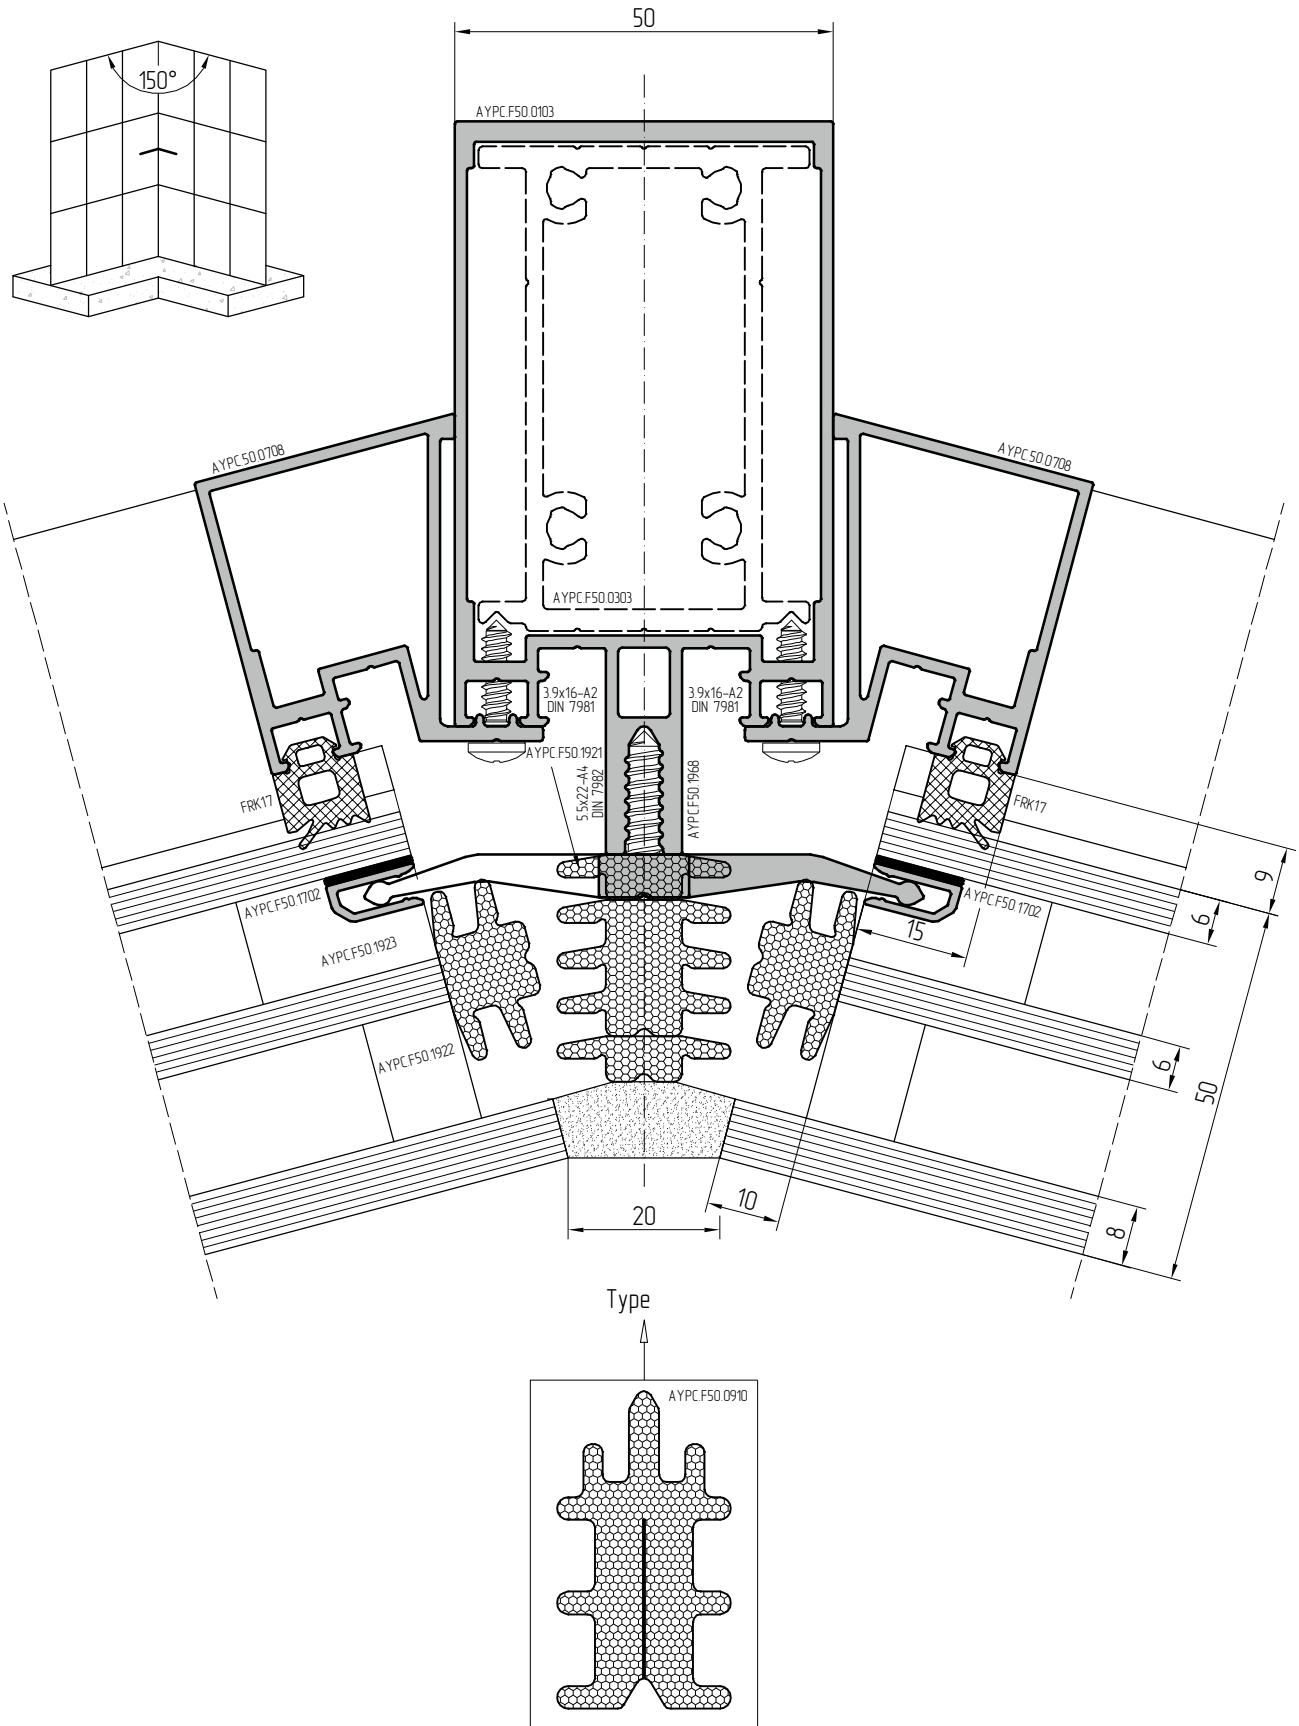 50
150°
AYPC.F50.0103
AYPC.50.0708
AYPC.50.0708
AYPC.F50.0303
3.9x16-A2
DIN 7981
3.9x16-A2
DIN 7981
AYPC.F50.1921
5.5x22-A4
DIN 7982
AYPC.F50.1968
FRK17
FRK17
9
AYPC.F50.1702
AYPC.F50.1702
6
15
AYPC.F50.1923
AYPC.F50.1922
6
50
10
20
8
Type
AYPC.F50.0910